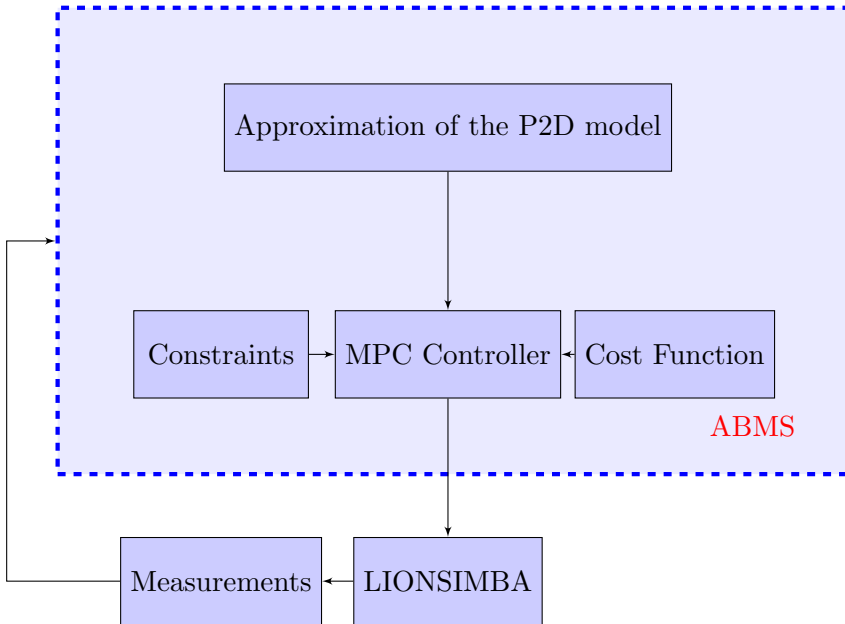 Approximation of the P2D model
Constraints
MPC Controller
Cost Function
ABMS
Measurements
LIONSIMBA